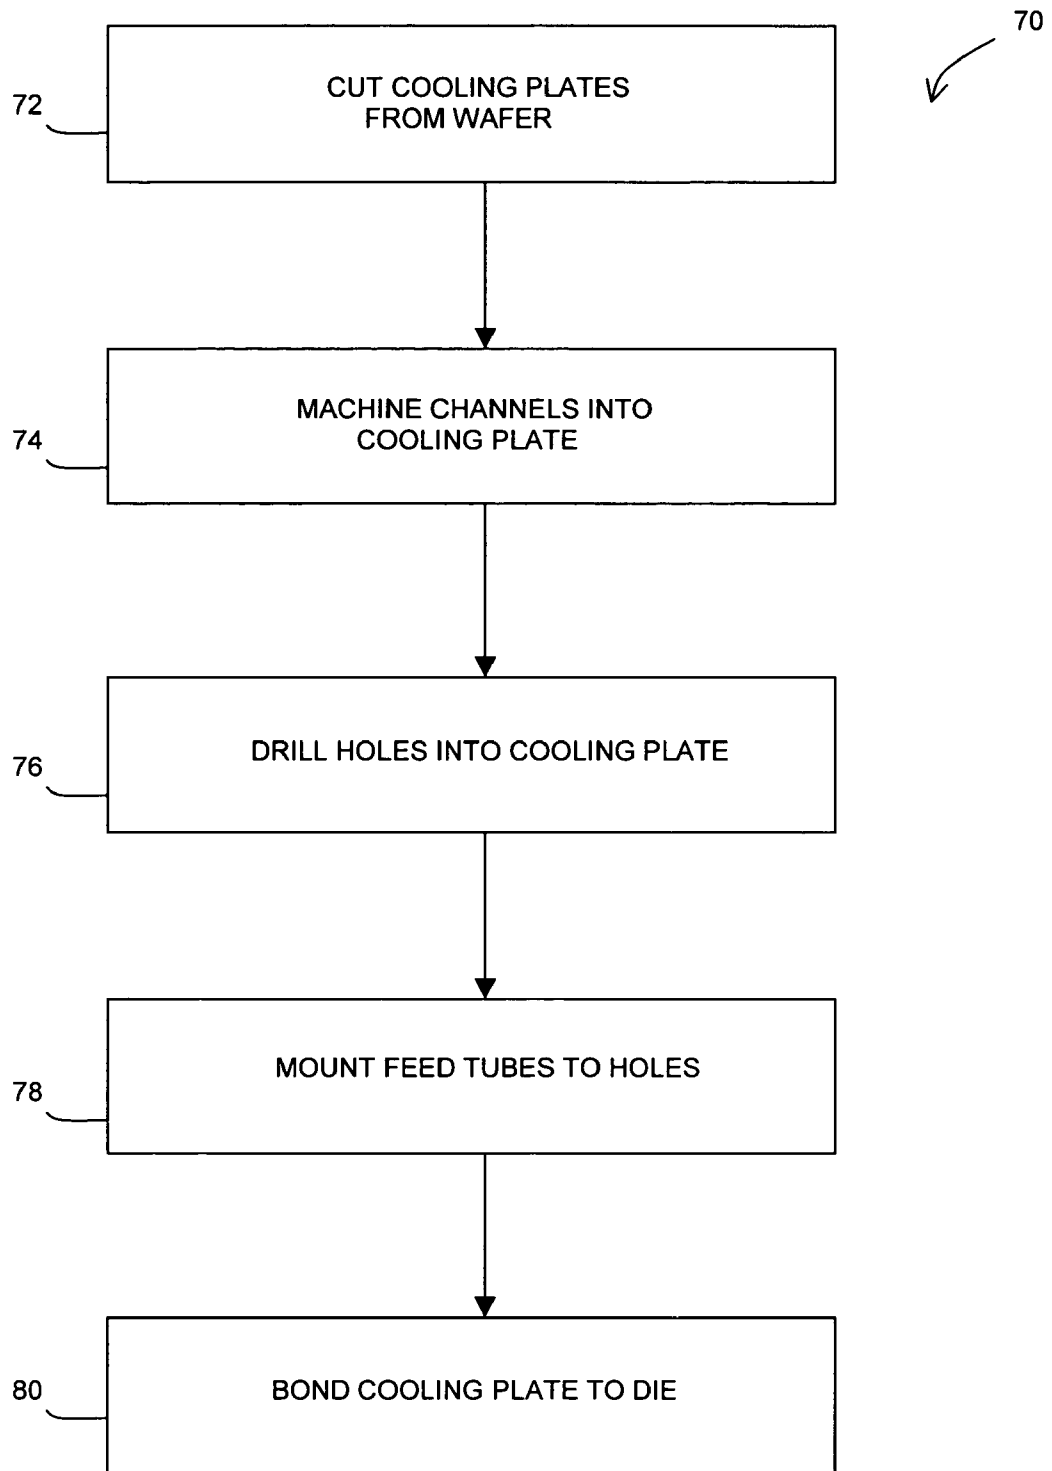 70
72
CUT COOLING PLATES
FROM WAFER
74
MACHINE CHANNELS INTO
COOLING PLATE
76
DRILL HOLES INTO COOLING PLATE
78
MOUNT FEED TUBES TO HOLES
80
BOND COOLING PLATE TO DIE